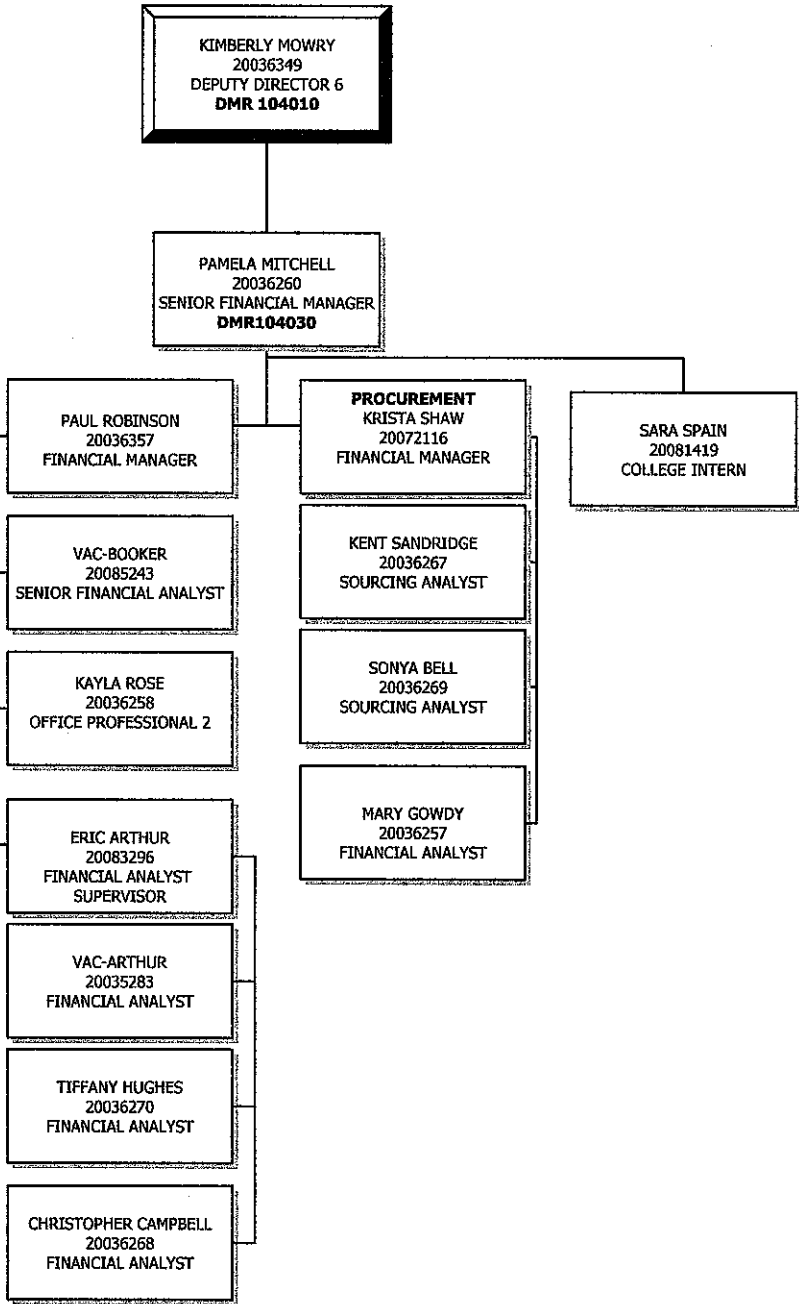 KIMBERLY MOWRY
20036349
DEPUTY DIRECTOR 6
DMR 104010
PAMELA MITCHELL
20036260
SENIOR FINANCIAL MANAGER
DMR104030
PAUL ROBINSON
20036357
FINANCIAL MANAGER
VAC-BOOKER
20085243
SENIOR FINANCIAL ANALYST
KAYLA ROSE
20036258
OFFICE PROFESSIONAL 2
ERIC ARTHUR
20083296
FINANCIAL ANALYST
SUPERVISOR
VAC-ARTHUR
20035283
FINANCIAL ANALYST
TIFFANY HUGHES
20036270
FINANCIAL ANALYST
CHRISTOPHER CAMPBELL
20036268
FINANCIAL ANALYST
PROCUREMENT
KRISTA SHAW
20072116
FINANCIAL MANAGER
KENT SANDRIDGE
20036267
SOURCING ANALYST
SONYA BELL
20036269
SOURCING ANALYST
MARY GOWDY
20036257
FINANCIAL ANALYST
SARA SPAIN
20081419
COLLEGE INTERN